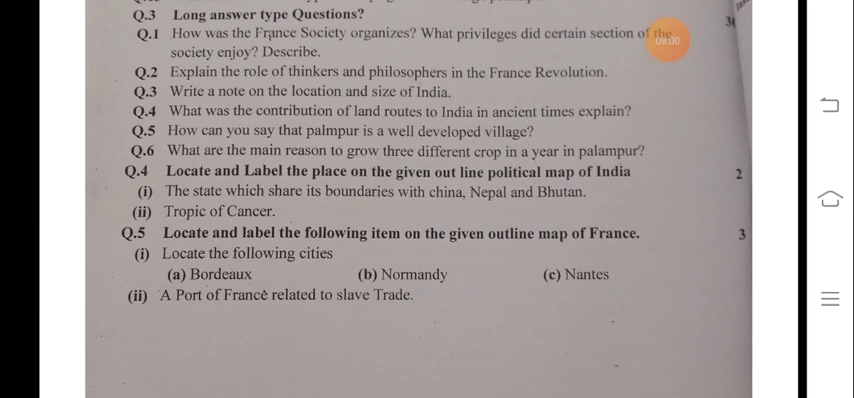 Q.3 Long answer type Questions?
Q.1 How was the France Society organizes? What privileges did certain section of the
08:00
society enjoy? Describe.
Q.2 Explain the role of thinkers and philosophers in the France Revolution.
Q.3 Write a note on the location and size of India.
Q.4 What was the contribution of land routes to India in ancient times explain?
Q.5 How can you say that palmpur is a well developed village?
Q.6 What are the main reason to grow three different crop in a year in palampur?
Q.4 Locate and Label the place on the given out line political map of India 2
(i) The state which share its boundaries with china, Nepal and Bhutan.
(ii) Tropic of Cancer.
Q.5 Locate and label the following item on the given outline map of France. 3
(i) Locate the following cities
(a) Bordeaux (b) Normandy (c) Nantes
(ii) A Port of France related to slave Trade.